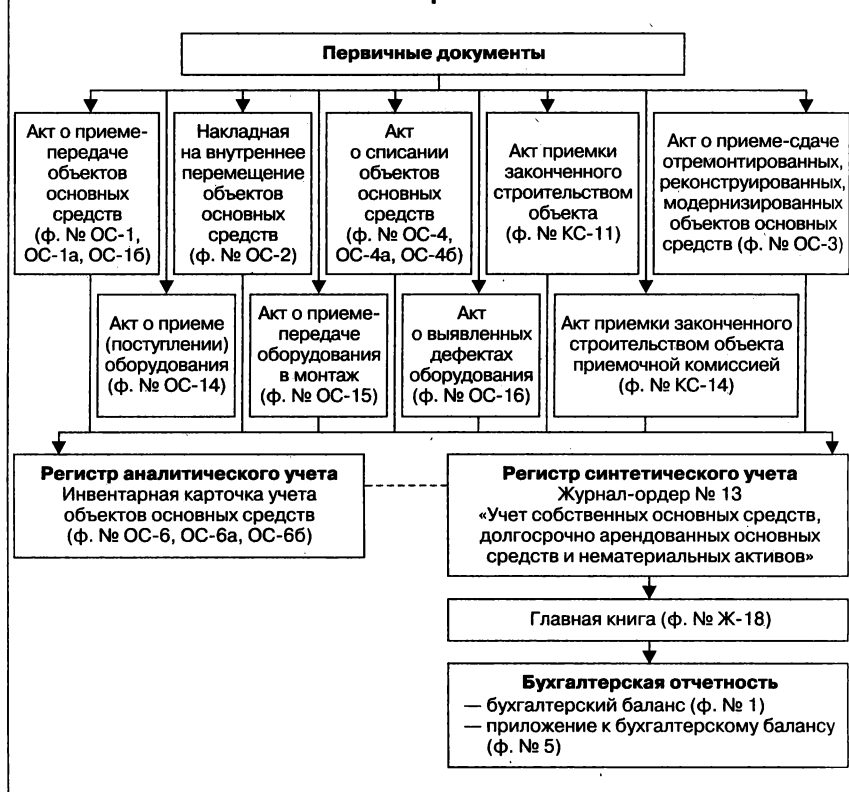 Первичные документы
Акт о приеме-
передаче
объектов
основных
средств
(ф. № ОС-1,
ОС-1а, ОС-1б)
Накладная
на внутреннее
перемещение
объектов
основных
средств
(ф. № ОС-2)
Акт
о списании
объектов
основных
средств
(ф. № ОС-4,
ОС-4а, ОС-4б)
Акт приемки
законченного
строительством
объекта
(ф. № КС-11)
Акт о приеме-сдаче
отремонтированных,
реконструированных,
модернизированных
объектов основных
средств (ф. № ОС-3)
Акт о приеме
(поступлении)
оборудования
(ф. № ОС-14)
Акт о приеме-
передаче
оборудования
в монтаж
(ф. № ОС-15)
Акт
о выявленных
дефектах
оборудования
(ф. № ОС-16)
Акт приемки законченного
строительством объекта
приемочной комиссией
(ф. № КС-14)
Регистр аналитического учета
Инвентарная карточка учета
объектов основных средств
(ф. № ОС-6, ОС-6а, ОС-6б)
Регистр синтетического учета
Журнал-ордер № 13
«Учет собственных основных средств,
долгосрочно арендованных основных
средств и нематериальных активов»
Главная книга (ф. № Ж-18)
Бухгалтерская отчетность
— бухгалтерский баланс (ф. № 1)
— приложение к бухгалтерскому балансу
(ф. № 5)